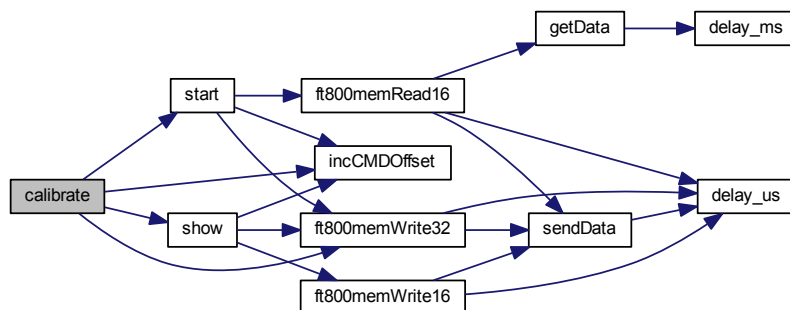 getData
delay_ms
start
ft800memRead16
incCMDOffset
calibrate
delay_us
show
ft800memWrite32
sendData
ft800memWrite16